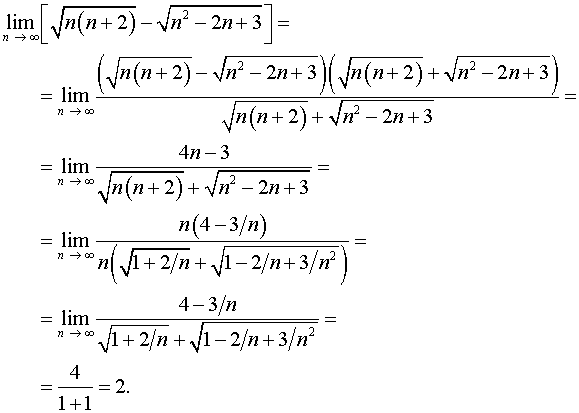 lim_{n → ∞} [√(n(n+2)) − √(n² − 2n + 3)] =
= lim_{n → ∞} ((√(n(n+2)) − √(n² − 2n + 3))(√(n(n+2)) + √(n² − 2n + 3))) / (√(n(n+2)) + √(n² − 2n + 3)) =
= lim_{n → ∞} (4n − 3) / (√(n(n+2)) + √(n² − 2n + 3)) =
= lim_{n → ∞} (n(4 − 3/n)) / (n(√(1 + 2/n) + √(1 − 2/n + 3/n²))) =
= lim_{n → ∞} (4 − 3/n) / (√(1 + 2/n) + √(1 − 2/n + 3/n²)) =
= 4 / (1 + 1) = 2.